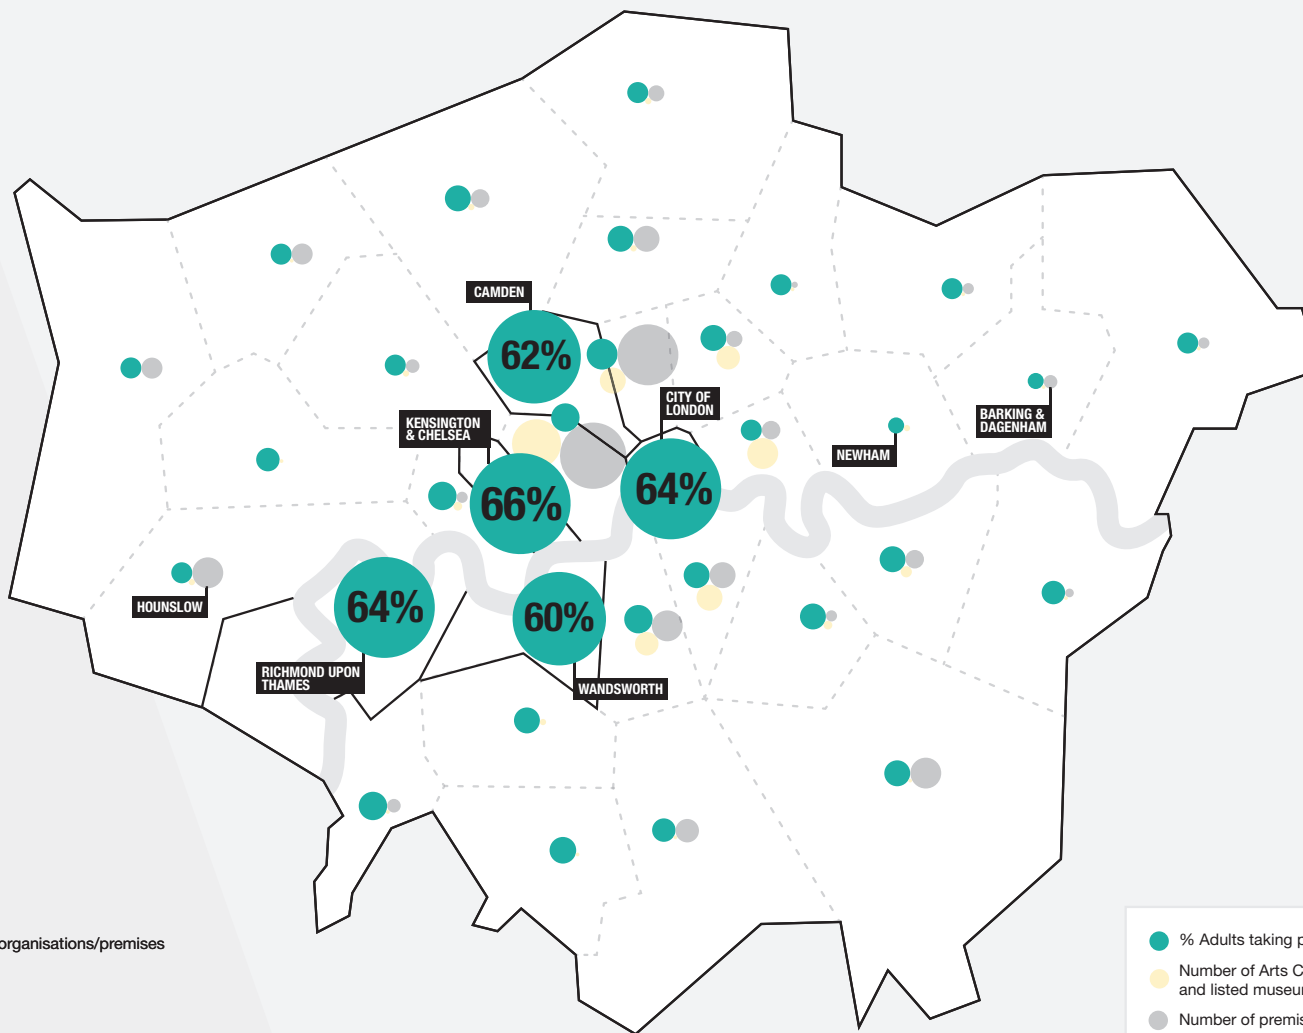 CAMDEN
62%
CITY OF
LONDON
KENSINGTON
& CHELSEA
BARKING &
DAGENHAM
NEWHAM
66%
64%
HOUNSLOW
64%
60%
RICHMOND UPON
THAMES
WANDSWORTH
organisations/premises
% Adults taking p
Number of Arts C
and listed museu
Number of premis